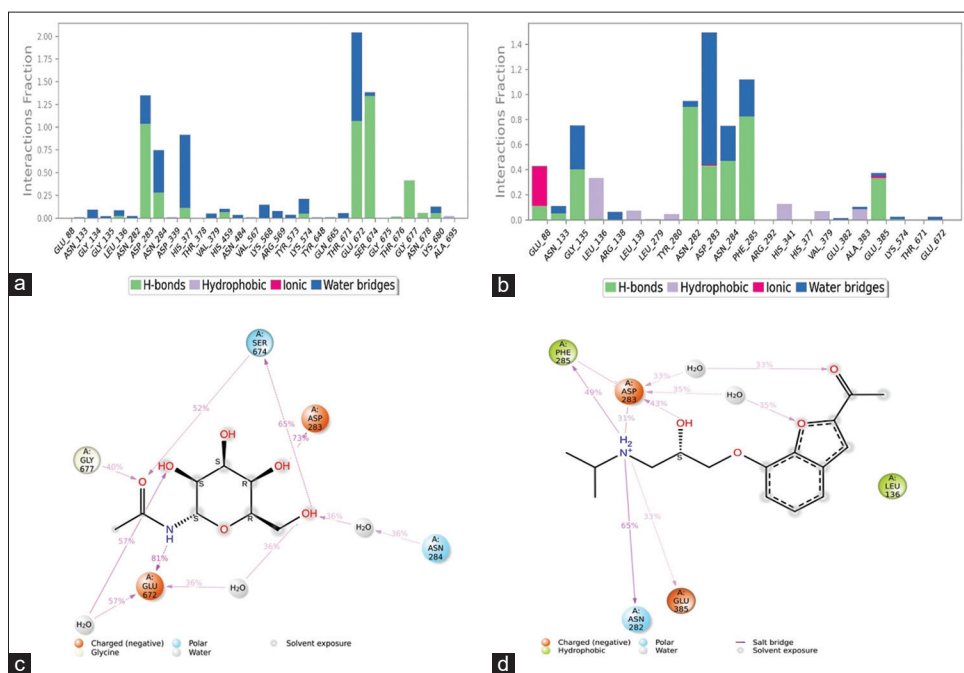 2.00
1.75
1.50
1.25
1.00
0.75
0.50
0.25
0.00
Interactions Fraction
GLU_88
ASN_133
GLY_134
GLY_135
LEU_136
ASN_282
ASP_283
ASN_284
ASP_339
HIS_377
THR_378
VAL_379
HIS_459
ASN_484
VAL_567
LYS_568
ARG_569
TYR_573
LYS_574
TYR_648
GLN_665
THR_671
GLU_672
SER_674
GLY_675
THR_676
GLY_677
ASN_678
LYS_680
ALA_695
H-bonds Hydrophobic Ionic Water bridges
a
1.4
1.2
1.0
0.8
0.6
0.4
0.2
0.0
Interactions Fraction
GLU_88
ASN_133
GLY_135
LEU_136
ARG_138
LEU_139
LEU_279
TYR_280
ASN_282
ASP_283
ASN_284
PHE_285
ARG_292
HIS_341
HIS_377
VAL_379
GLU_382
ALA_383
GLU_385
LYS_574
THR_671
GLU_672
H-bonds Hydrophobic Ionic Water bridges
b
A:
SER
674
52%
65%
73%
A:
ASP
283
A:
GLY
677
40%
O
OH
OH
OH
S
S
R
S
R
O
OH
N
H
57%
81%
36%
H₂O
36%
A:
ASN
284
36%
H₂O
36%
A:
GLU
672
57%
H₂O
Charged (negative)
Glycine
Polar
Water
Solvent exposure
c
A:
PHE
285
A:
ASP
283
33%
H₂O
33%
O
35%
H₂O
35%
49%
31%
43%
OH
S
H₂
N⁺
O
O
65%
33%
A:
LEU
136
A:
GLU
385
A:
ASN
282
Charged (negative)
Hydrophobic
Polar
Water
Salt bridge
Solvent exposure
d